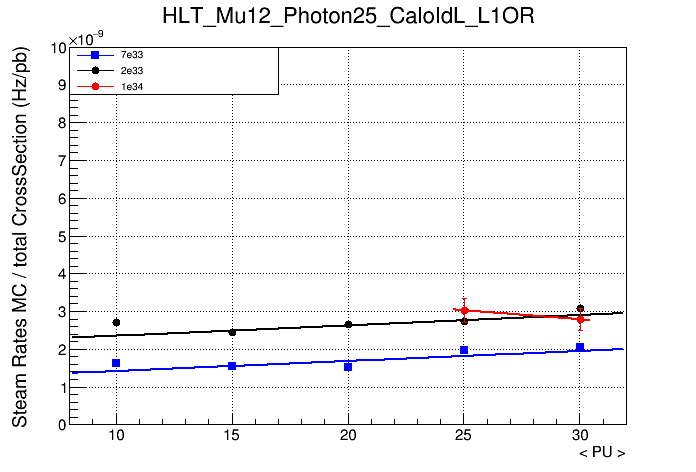 HLT_Mu12_Photon25_CaloIdL_L1OR
×10⁻⁹
7e33
2e33
1e34
Steam Rates MC / total CrossSection (Hz/pb)
10
9
8
7
6
5
4
3
2
1
0
10 15 20 25 30
< PU >